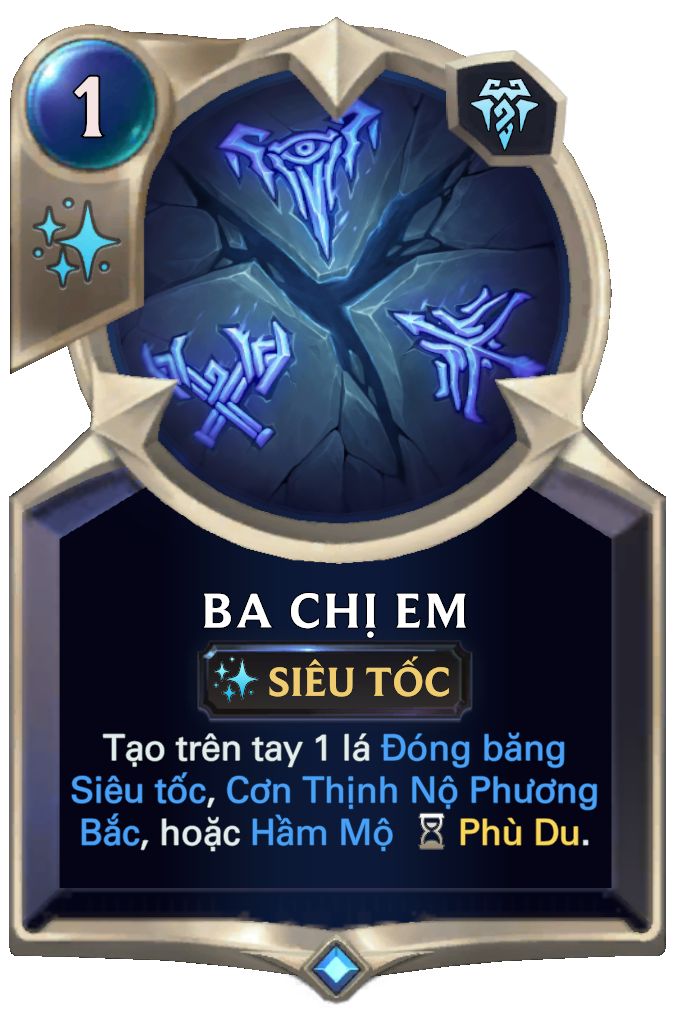 1
BA CHỊ EM
SIÊU TỐC
Tạo trên tay 1 lá Đóng băng
Siêu tốc, Cơn Thịnh Nộ Phương
Bắc, hoặc Hầm Mộ Phù Du.